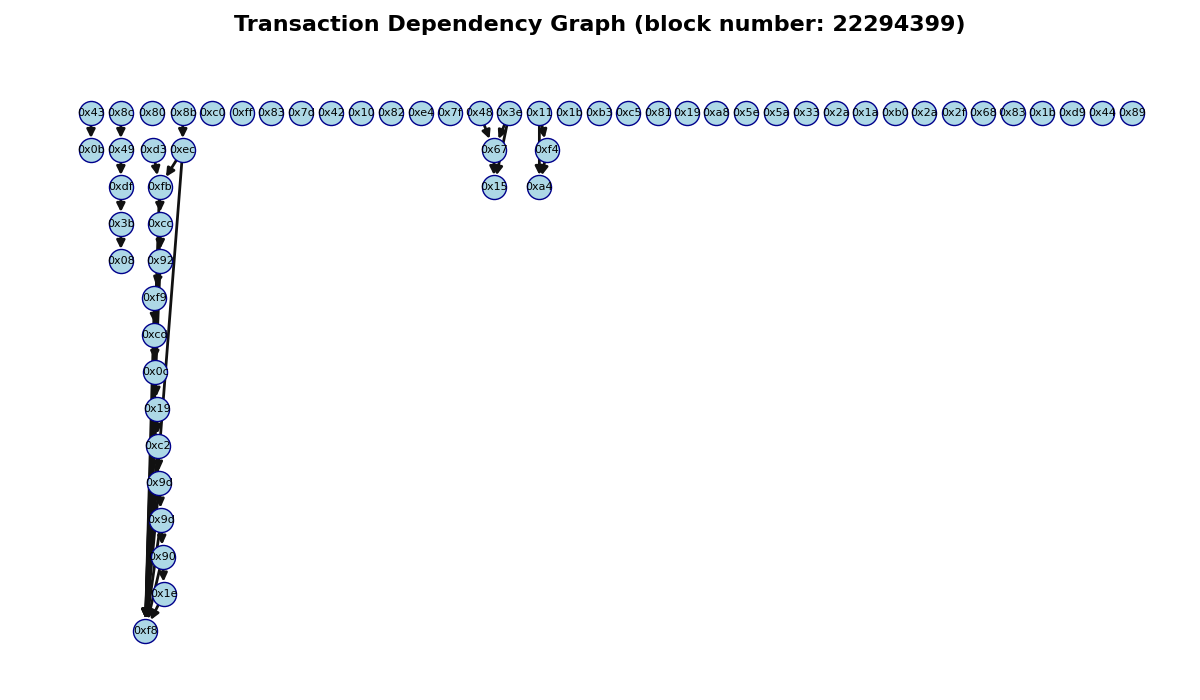 Transaction Dependency Graph (block number: 22294399)
0x43 0x8c 0x80 0x8b 0xc0 0xff 0x83 0x7c 0x42 0x10 0x82 0xe4 0x7f 0x48 0x3e 0x11 0x1b 0xb3 0xc5 0x81 0x19 0xa8 0x5e 0x5a 0x33 0x2a 0x1a 0xb0 0x2a 0x2f 0x68 0x83 0x1b 0xd9 0x44 0x89
0x0b 0x49 0xd3 0xec 0x67 0xf4
0xdf 0xfb 0x15 0xa4
0x3b 0xcc
0x08 0x92
0xf9
0xcd
0x0c
0x19
0xc2
0x9d
0x9d
0x90
0x1e
0xf8